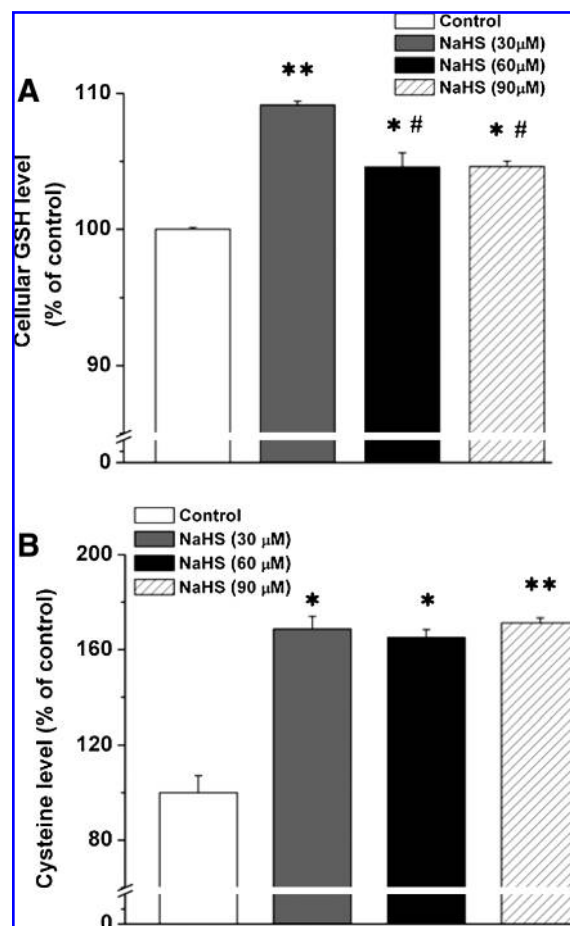 Control
NaHS (30μM)
NaHS (60μM)
NaHS (90μM)
A
**
* #
* #
110
100
90
0
Cellular GSH level
(% of control)
Control
NaHS (30 μM)
NaHS (60 μM)
NaHS (90 μM)
B
*
*
**
200
160
120
80
0
Cysteine level (% of control)